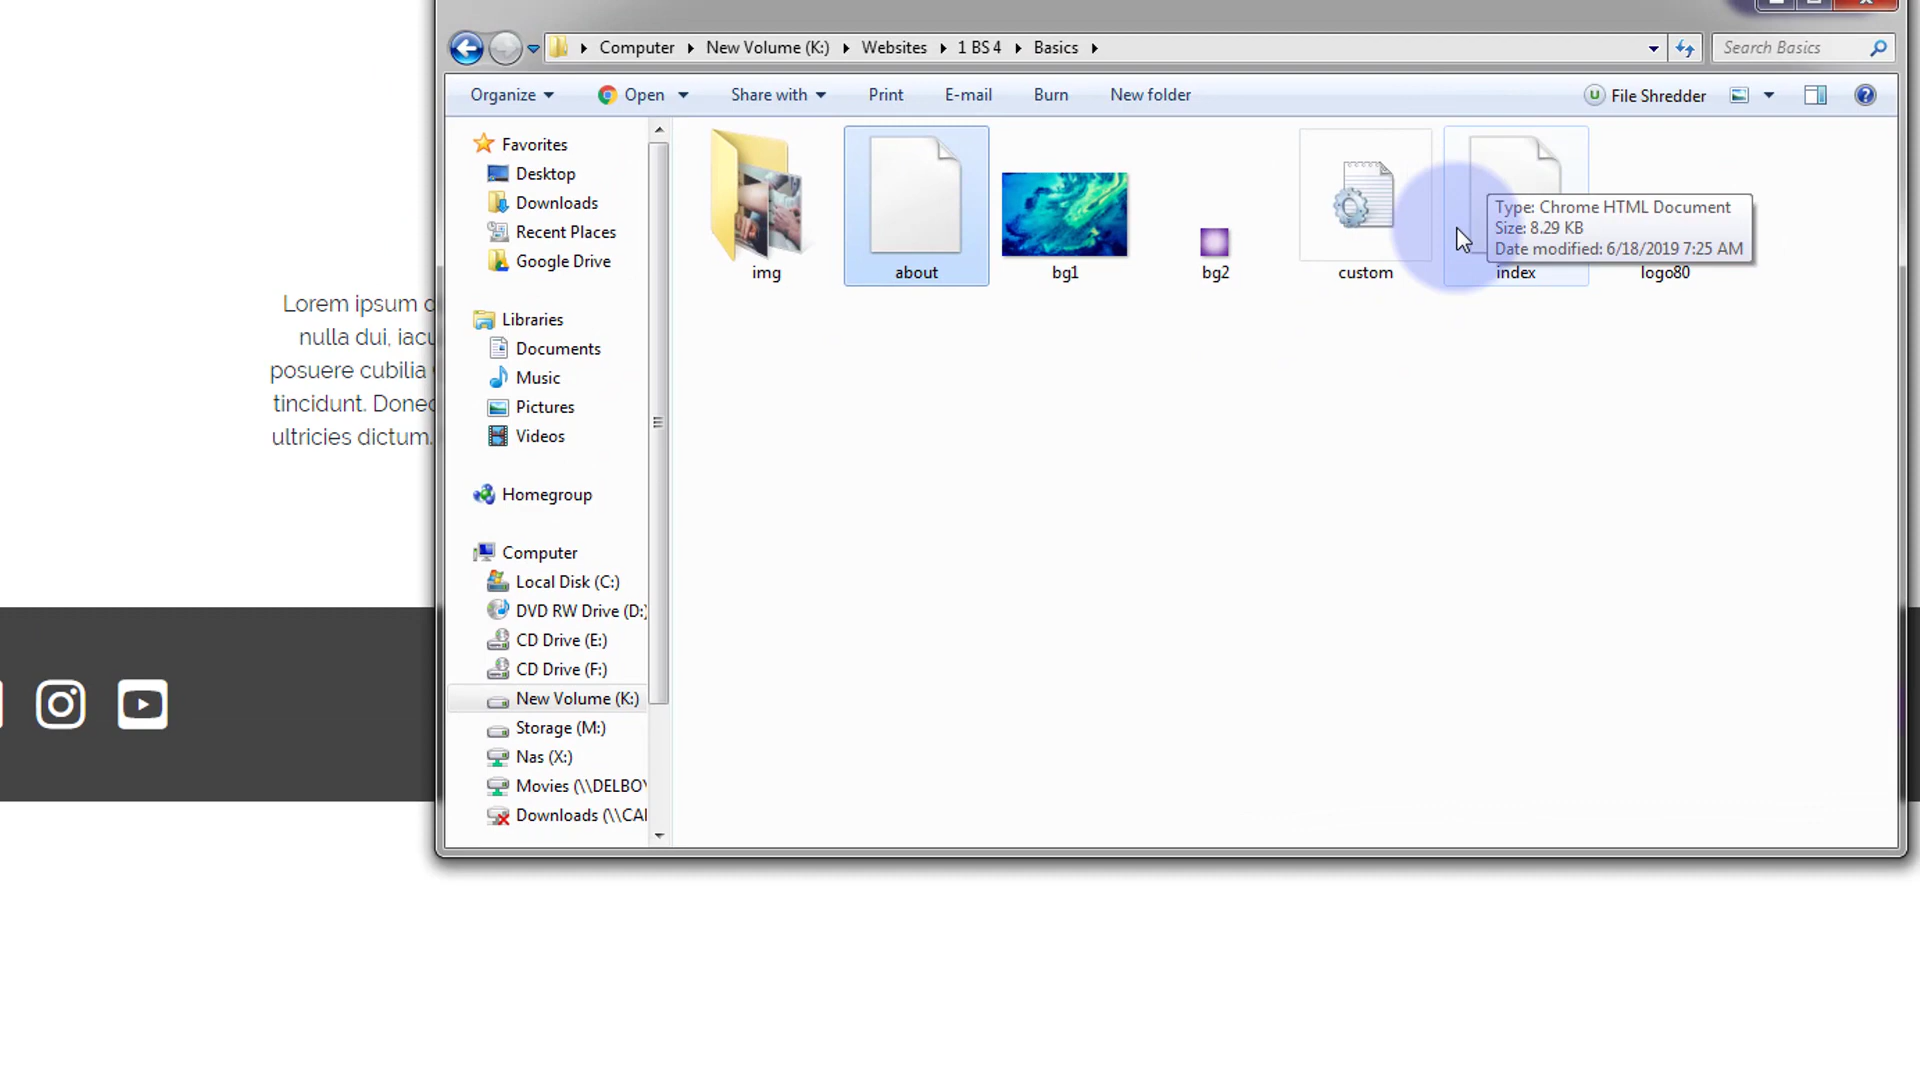 Computer New Volume (K:) Websites 1 BS 4 Basics
Search Basics
Organize Open Share with Print E-mail Burn New folder File Shredder
Favorites
Desktop
Downloads
Recent Places
Google Drive
Libraries
Documents
Music
Pictures
Videos
Homegroup
Computer
Local Disk (C:)
DVD RW Drive (D:)
CD Drive (E:)
CD Drive (F:)
New Volume (K:)
Storage (M:)
Nas (X:)
Movies (\\DELBOY
Downloads (\\CAI
img about bg1 bg2 custom index logo80
Type: Chrome HTML Document
Size: 8.29 KB
Date modified: 6/18/2019 7:25 AM
Lorem ipsum
nulla dui, iacu
posuere cubilia
tincidunt. Donec
ultricies dictum.